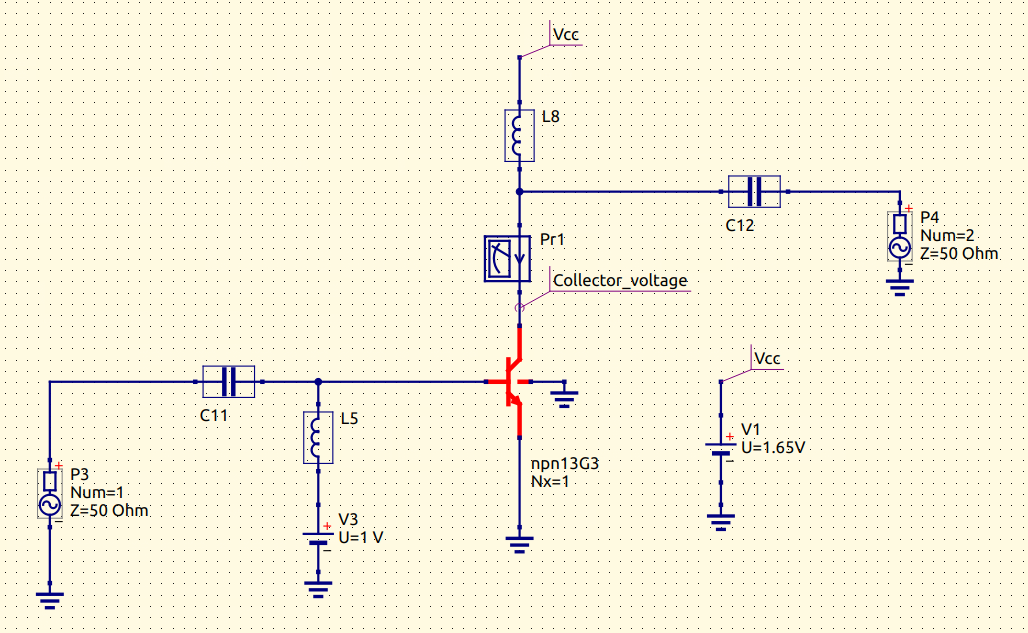 Vcc
L8
C12
P4
Num=2
Z=50 Ohm
Pr1
Collector_voltage
Vcc
C11
L5
V1
U=1.65V
npn13G3
Nx=1
P3
Num=1
Z=50 Ohm
V3
U=1 V